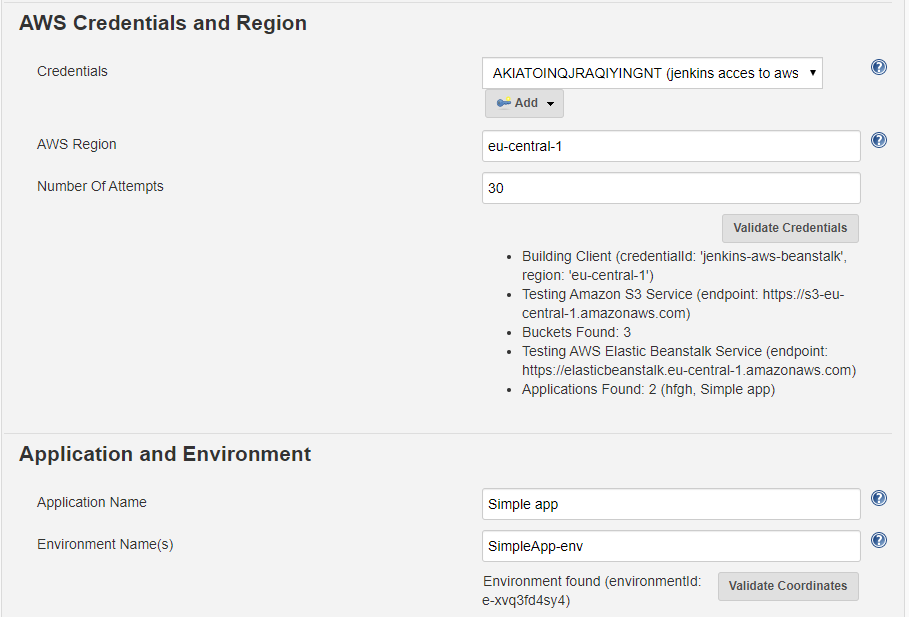 AWS Credentials and Region
Credentials
AKIATOINQJRAQIYINGNT (jenkins acces to aws
Add
AWS Region
eu-central-1
Number Of Attempts
30
Validate Credentials
Building Client (credentialId: 'jenkins-aws-beanstalk',
region: 'eu-central-1')
Testing Amazon S3 Service (endpoint: https://s3-eu-
central-1.amazonaws.com)
Buckets Found: 3
Testing AWS Elastic Beanstalk Service (endpoint:
https://elasticbeanstalk.eu-central-1.amazonaws.com)
Applications Found: 2 (hfgh, Simple app)
Application and Environment
Application Name
Simple app
Environment Name(s)
SimpleApp-env
Environment found (environmentId:
e-xvq3fd4sy4)
Validate Coordinates